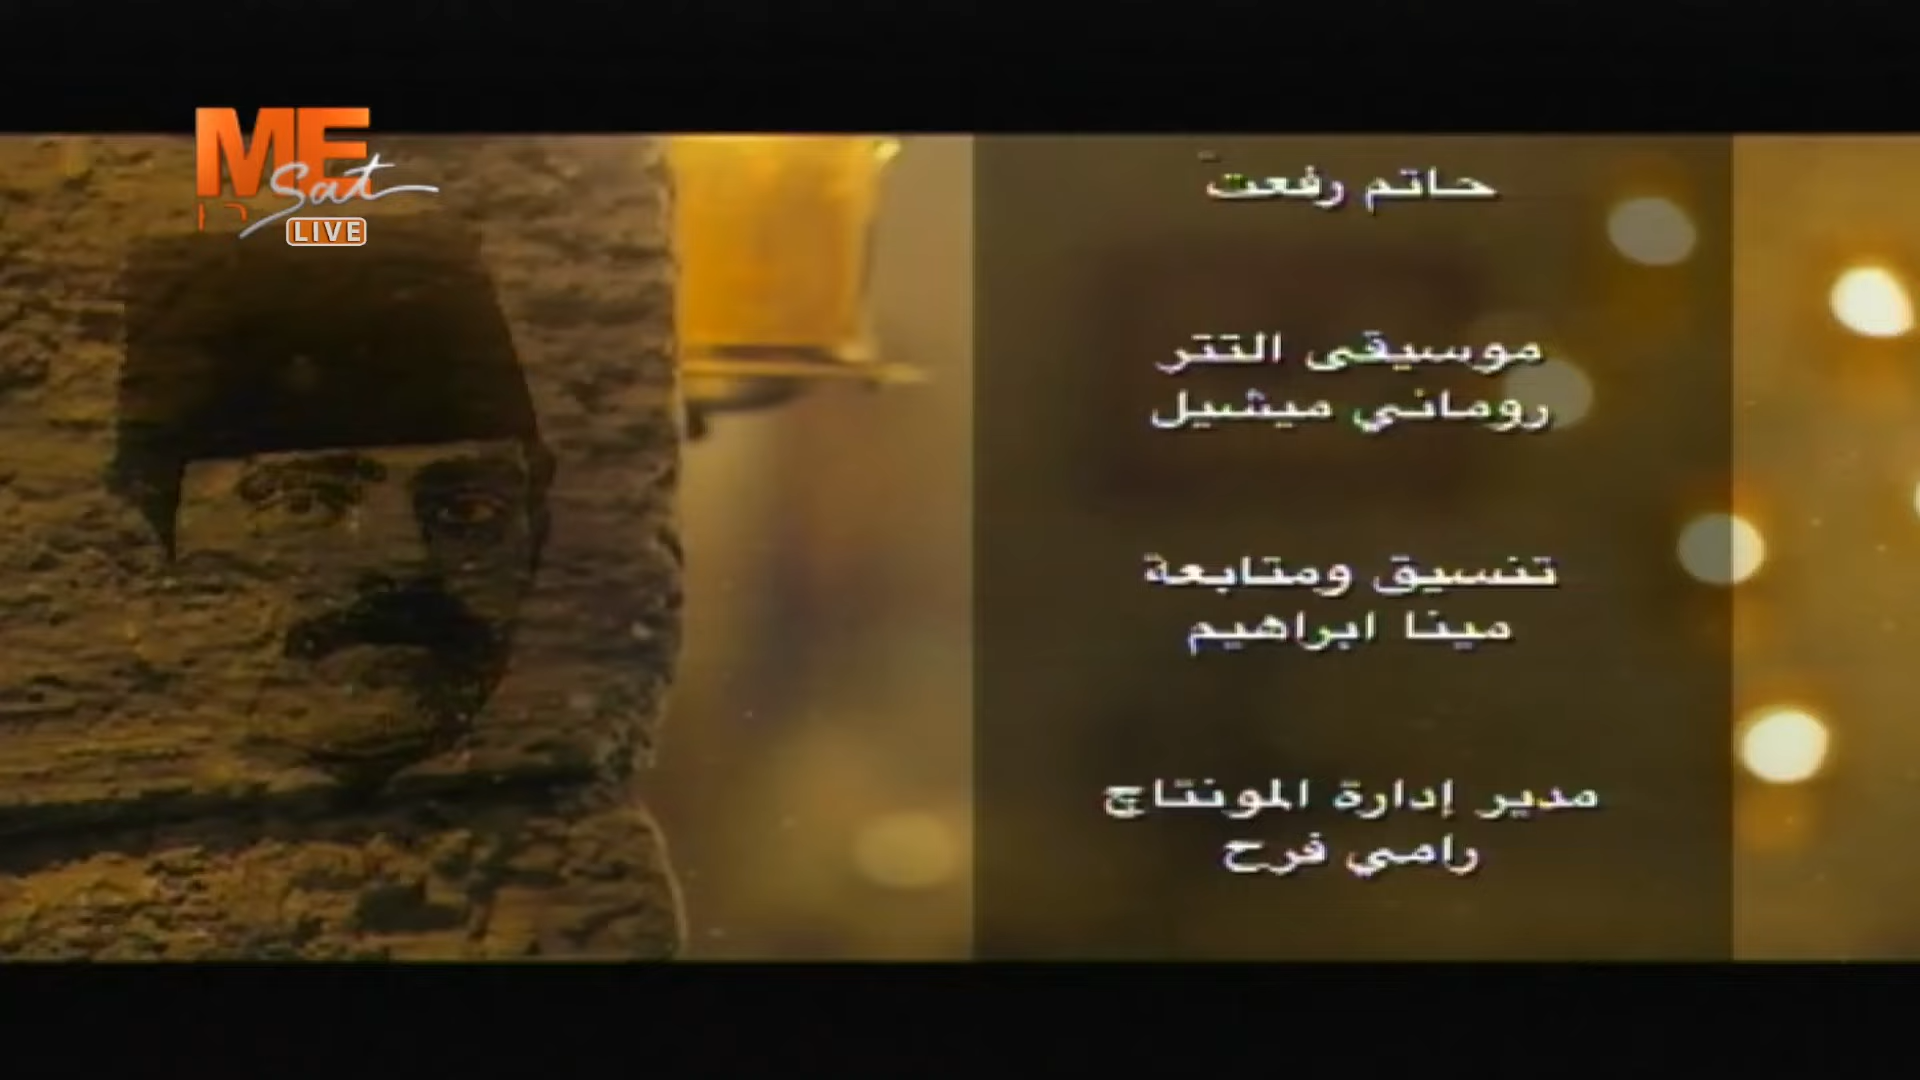 ME
Sat
LIVE
حاتم رفعت
موسيقى التتر
روماني ميشيل
تنسيق ومتابعة
مينا ابراهيم
مدير إدارة المونتاج
رامي فرح